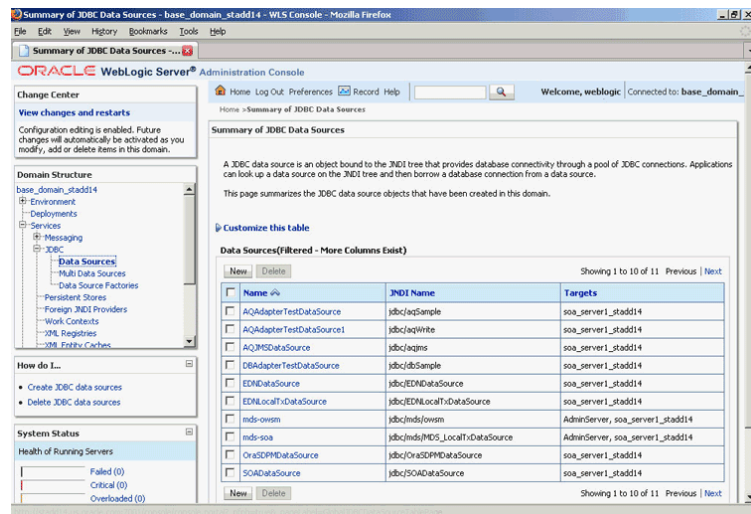 Summary of JDBC Data Sources - base_domain_stadd14 - WLS Console - Mozilla Firefox
File Edit View History Bookmarks Tools Help
Summary of JDBC Data Sources -...
ORACLE WebLogic Server® Administration Console
Change Center
View changes and restarts
Configuration editing is enabled. Future
changes will automatically be activated as you
modify, add or delete items in this domain.
Domain Structure
base_domain_stadd14
Environment
Deployments
Services
Messaging
JDBC
Data Sources
Multi Data Sources
Data Source Factories
Persistent Stores
Foreign JNDI Providers
Work Contexts
XML Registries
XML Entity Caches
How do I...
Create JDBC data sources
Delete JDBC data sources
System Status
Health of Running Servers
Failed (0)
Critical (0)
Overloaded (0)
Home Log Out Preferences Record Help
Welcome, weblogic Connected to: base_domain_
Home >Summary of JDBC Data Sources
Summary of JDBC Data Sources
A JDBC data source is an object bound to the JNDI tree that provides database connectivity through a pool of JDBC connections. Applications
can look up a data source on the JNDI tree and then borrow a database connection from a data source.
This page summarizes the JDBC data source objects that have been created in this domain.
Customize this table
Data Sources(Filtered - More Columns Exist)
New Delete Showing 1 to 10 of 11 Previous | Next
Name JNDI Name Targets
AQAdapterTestDataSource jdbc/aqSample soa_server1_stadd14
AQAdapterTestDataSource1 jdbc/aqWrite soa_server1_stadd14
AQJMSDataSource jdbc/aqjms soa_server1_stadd14
DBAdapterTestDataSource jdbc/dbSample soa_server1_stadd14
EDNDataSource jdbc/EDNDataSource soa_server1_stadd14
EDNLocalTxDataSource jdbc/EDNLocalTxDataSource soa_server1_stadd14
mds-owsm jdbc/mds/owsm AdminServer, soa_server1_stadd14
mds-soa jdbc/mds/MDS_LocalTxDataSource AdminServer, soa_server1_stadd14
OraSDPMDataSource jdbc/OraSDPMDataSource soa_server1_stadd14
SOADataSource jdbc/SOADataSource soa_server1_stadd14
New Delete Showing 1 to 10 of 11 Previous | Next